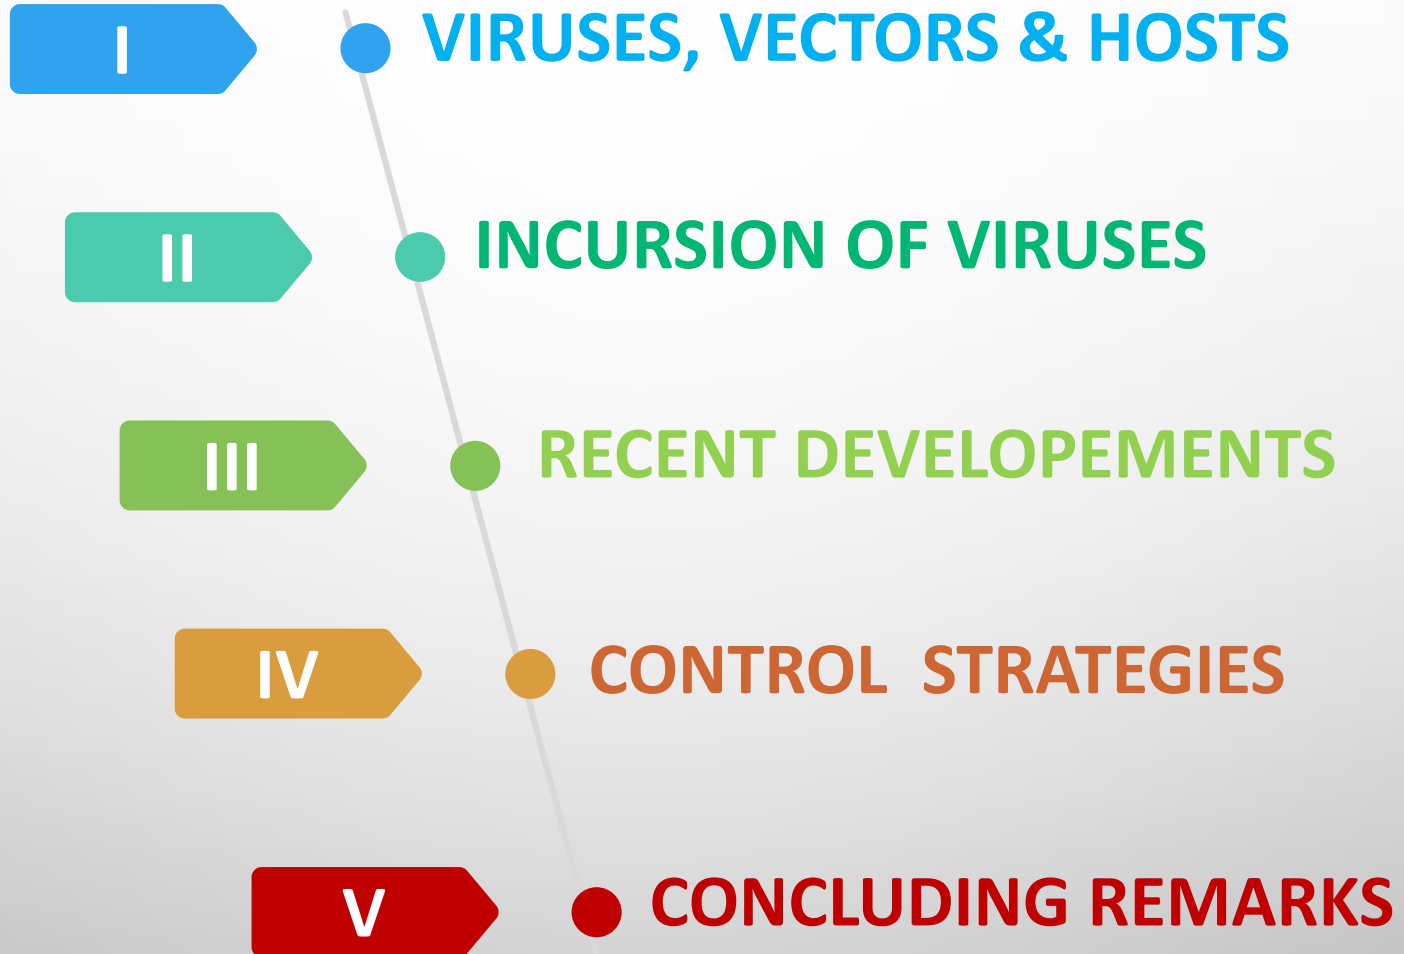 I VIRUSES, VECTORS & HOSTS
II INCURSION OF VIRUSES
III RECENT DEVELOPEMENTS
IV CONTROL STRATEGIES
V CONCLUDING REMARKS